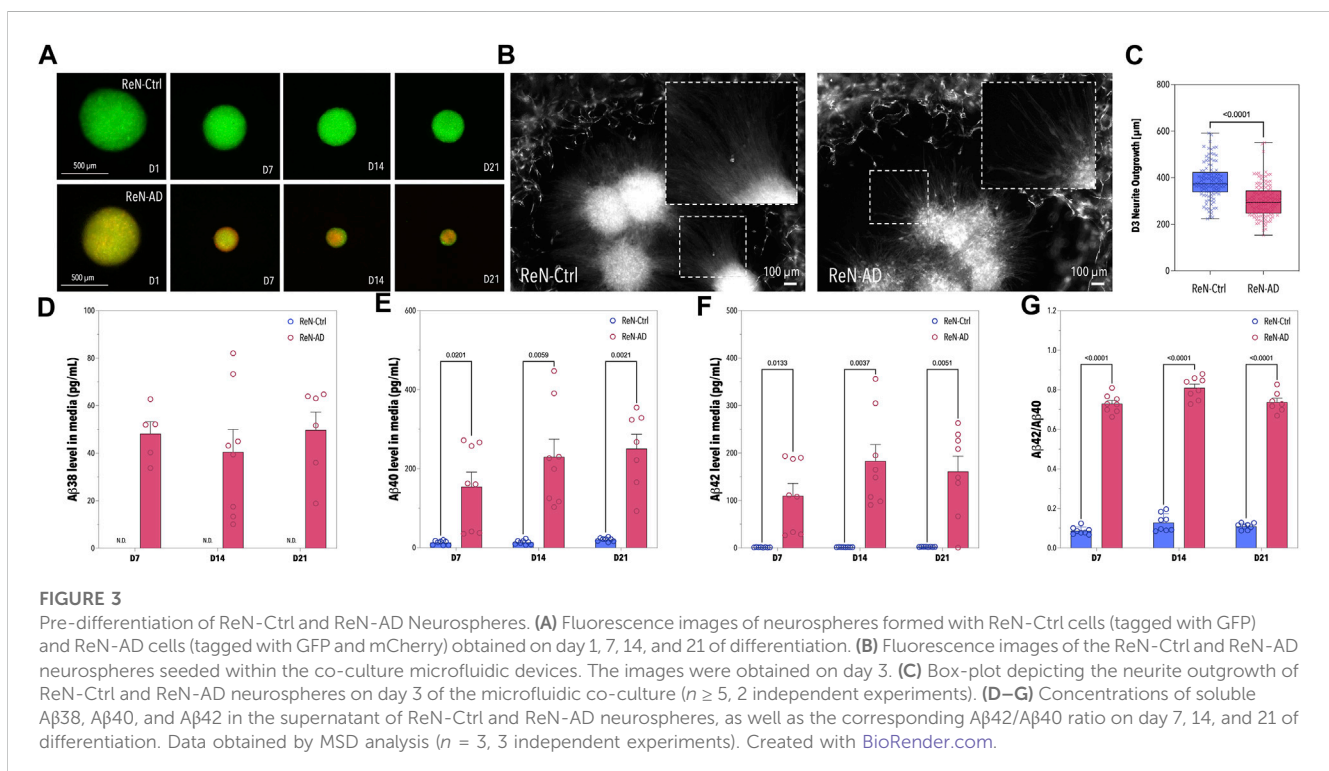 A
B
C
ReN-Ctrl
500 µm
D1
D7
D14
D21
ReN-AD
500 µm
D1
D7
D14
D21
ReN-Ctrl
100 µm
ReN-AD
100 µm
D3 Neurite Outgrowth [µm]
800
600
400
200
0
<0.0001
ReN-Ctrl
ReN-AD
D
Aβ38 level in media (pg/mL)
100
80
60
40
20
0
ReN-Ctrl
ReN-AD
N.D.
N.D.
N.D.
D7
D14
D21
E
Aβ40 level in media (pg/mL)
600
400
200
0
ReN-Ctrl
ReN-AD
0.0201
0.0059
0.0021
D7
D14
D21
F
Aβ42 level in media (pg/mL)
500
400
300
200
100
0
ReN-Ctrl
ReN-AD
0.0133
0.0037
0.0051
D7
D14
D21
G
Aβ42/Aβ40
1.2
1.0
0.8
0.6
0.4
0.2
0.0
ReN-Ctrl
ReN-AD
<0.0001
<0.0001
<0.0001
D7
D14
D21
FIGURE 3
Pre-differentiation of ReN-Ctrl and ReN-AD Neurospheres. (A) Fluorescence images of neurospheres formed with ReN-Ctrl cells (tagged with GFP)
and ReN-AD cells (tagged with GFP and mCherry) obtained on day 1, 7, 14, and 21 of differentiation. (B) Fluorescence images of the ReN-Ctrl and ReN-AD
neurospheres seeded within the co-culture microfluidic devices. The images were obtained on day 3. (C) Box-plot depicting the neurite outgrowth of
ReN-Ctrl and ReN-AD neurospheres on day 3 of the microfluidic co-culture (n ≥ 5, 2 independent experiments). (D–G) Concentrations of soluble
Aβ38, Aβ40, and Aβ42 in the supernatant of ReN-Ctrl and ReN-AD neurospheres, as well as the corresponding Aβ42/Aβ40 ratio on day 7, 14, and 21 of
differentiation. Data obtained by MSD analysis (n = 3, 3 independent experiments). Created with BioRender.com.